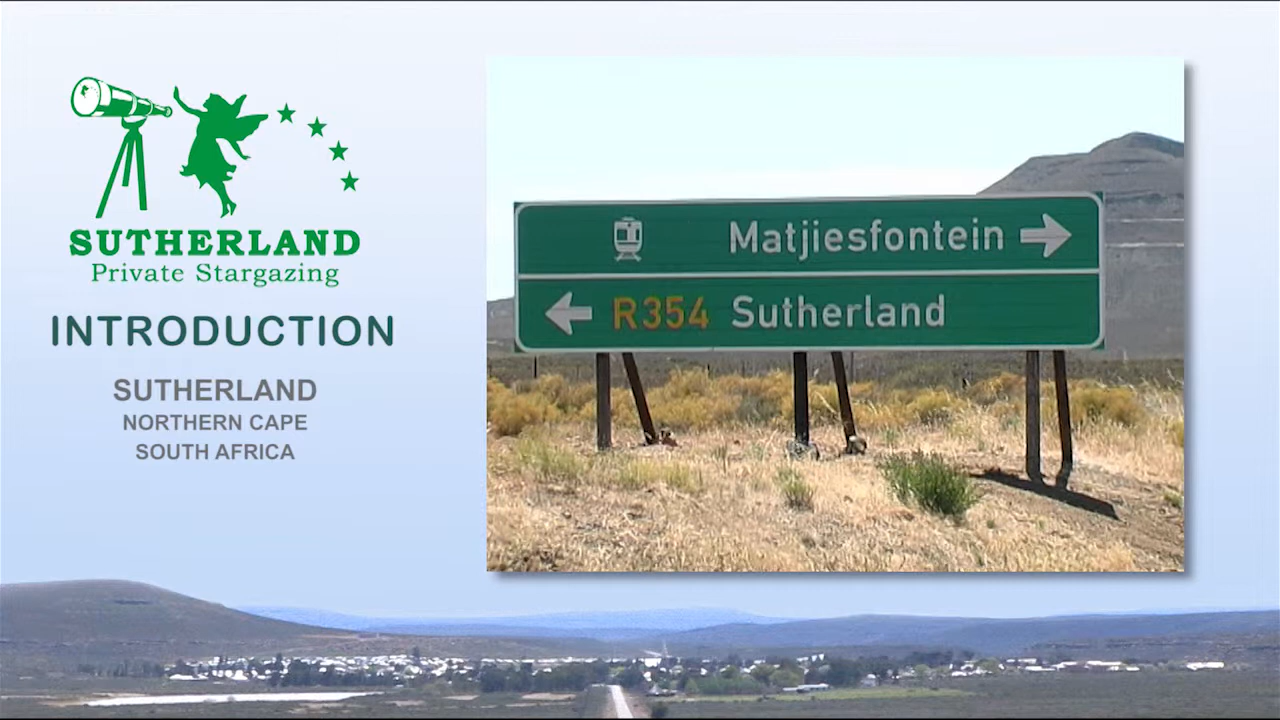 SUTHERLAND
Private Stargazing
INTRODUCTION
SUTHERLAND
NORTHERN CAPE
SOUTH AFRICA
Matjiesfontein
R354 Sutherland